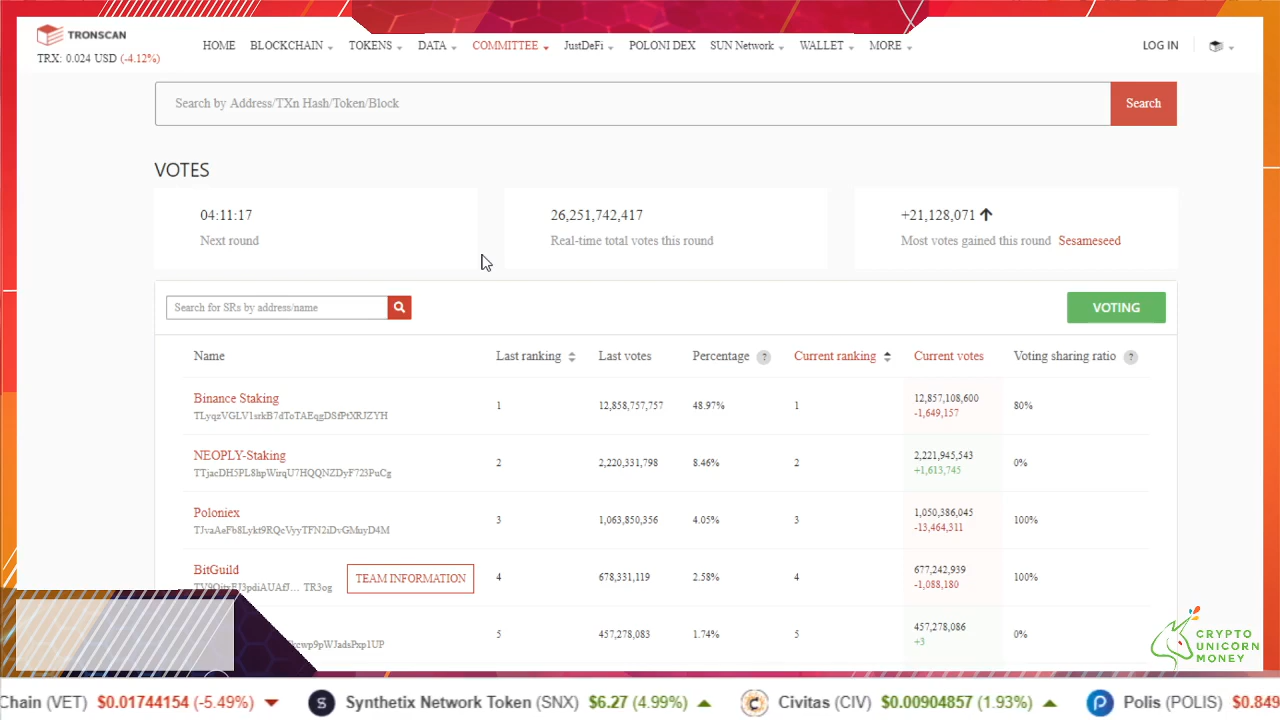 TRONSCAN
TRX: 0.024 USD (-4.12%)
HOME BLOCKCHAIN TOKENS DATA COMMITTEE JustDeFi POLONI DEX SUN Network WALLET MORE LOG IN
Search by Address/TXn Hash/Token/Block Search
VOTES
04:11:17 26,251,742,417 +21,128,071
Next round Real-time total votes this round Most votes gained this round Sesameseed
Search for SRs by address/name VOTING
Name Last ranking Last votes Percentage ? Current ranking Current votes Voting sharing ratio ?
Binance Staking 1 12,858,757,757 48.97% 1 12,857,108,600 80%
TLyqzVGLV1srkB7dToTAEqgDSfPtXRJZYH -1,649,157
NEOPLY-Staking 2 2,220,331,798 8.46% 2 2,221,945,543 0%
TTjacDH5PL8hpWirqU7HQQNZDyF723PuCg +1,613,745
Poloniex 3 1,063,850,356 4.05% 3 1,050,386,045 100%
TJvaAeFb8Lykt9RQcVyyTFN2iDvGMuyD4M -13,464,311
BitGuild TEAM INFORMATION 4 678,331,119 2.58% 4 677,242,939 100%
TR3og -1,088,180
5 457,278,083 1.74% 5 457,278,086 0%
cwp9pWJadsPxp1UP +3
CRYPTO
UNICORN
MONEY
Chain (VET) $0.01744154 (-5.49%) Synthetix Network Token (SNX) $6.27 (4.99%) Civitas (CIV) $0.00904857 (1.93%) Polis (POLIS) $0.849